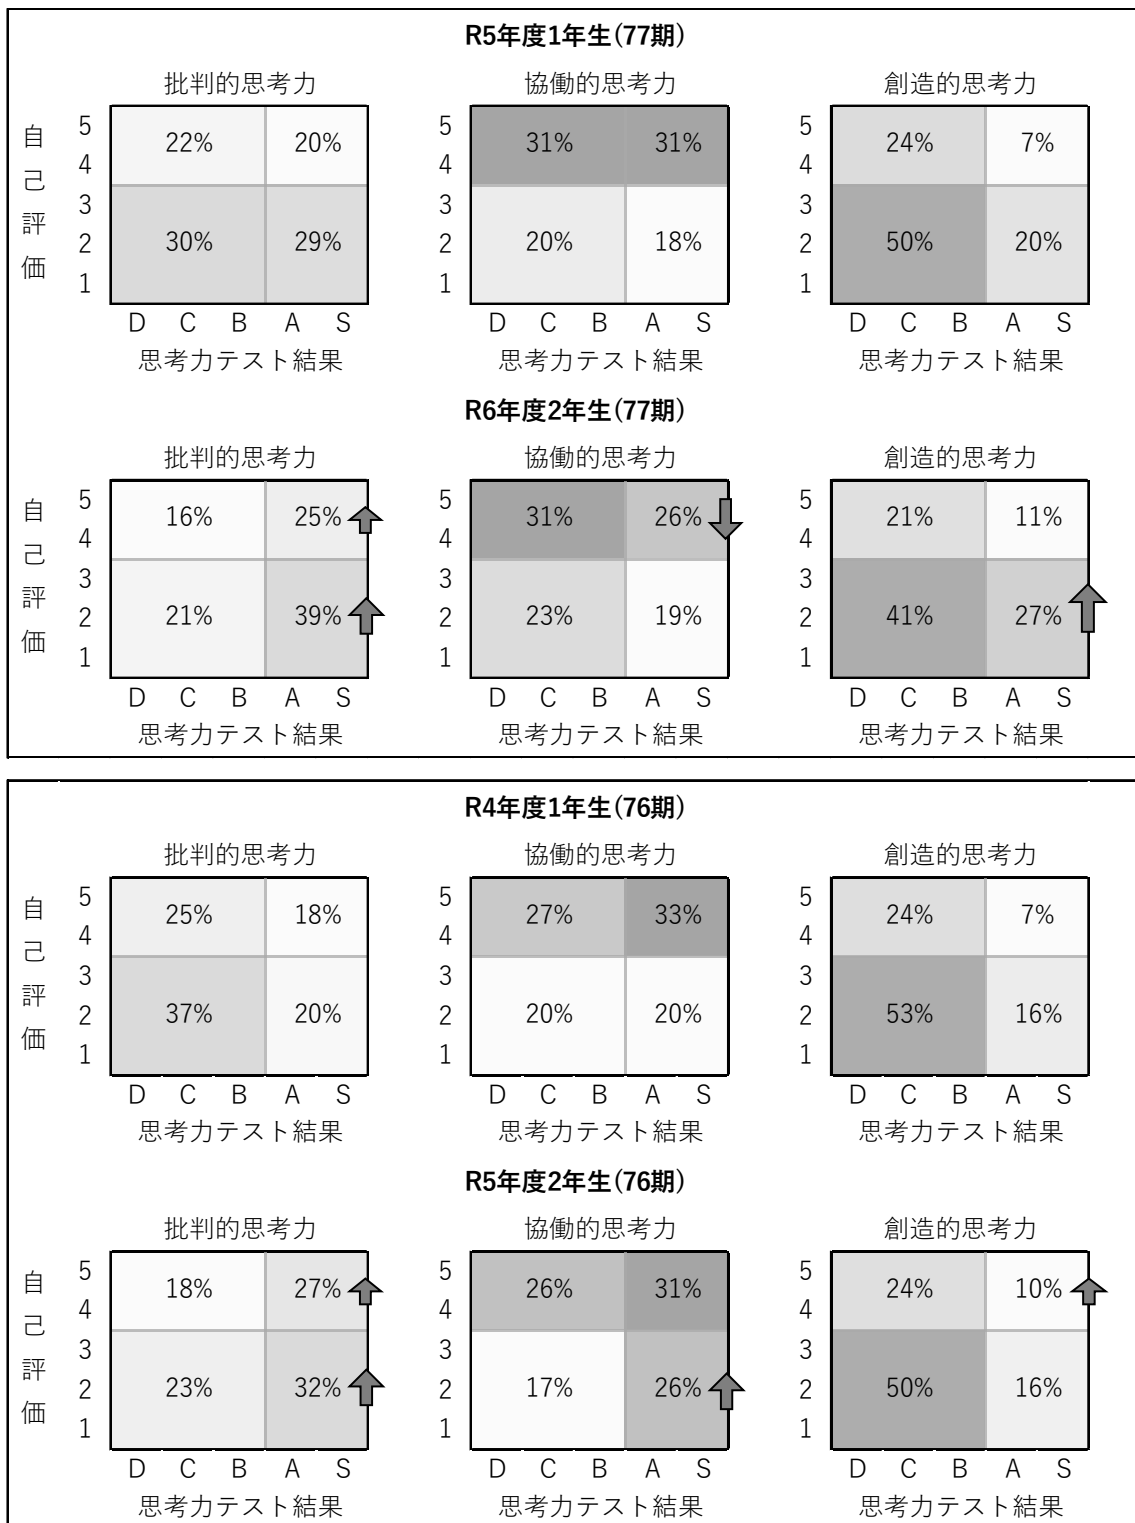 R5年度1年生(77期)
批判的思考力 協働的思考力 創造的思考力
自己評価
5
4
3
2
1
22% 20%
30% 29%
D C B A S
思考力テスト結果
5
4
3
2
1
31% 31%
20% 18%
D C B A S
思考力テスト結果
5
4
3
2
1
24% 7%
50% 20%
D C B A S
思考力テスト結果
R6年度2年生(77期)
批判的思考力 協働的思考力 創造的思考力
自己評価
5
4
3
2
1
16% 25%
21% 39%
D C B A S
思考力テスト結果
5
4
3
2
1
31% 26%
23% 19%
D C B A S
思考力テスト結果
5
4
3
2
1
21% 11%
41% 27%
D C B A S
思考力テスト結果
R4年度1年生(76期)
批判的思考力 協働的思考力 創造的思考力
自己評価
5
4
3
2
1
25% 18%
37% 20%
D C B A S
思考力テスト結果
5
4
3
2
1
27% 33%
20% 20%
D C B A S
思考力テスト結果
5
4
3
2
1
24% 7%
53% 16%
D C B A S
思考力テスト結果
R5年度2年生(76期)
批判的思考力 協働的思考力 創造的思考力
自己評価
5
4
3
2
1
18% 27%
23% 32%
D C B A S
思考力テスト結果
5
4
3
2
1
26% 31%
17% 26%
D C B A S
思考力テスト結果
5
4
3
2
1
24% 10%
50% 16%
D C B A S
思考力テスト結果